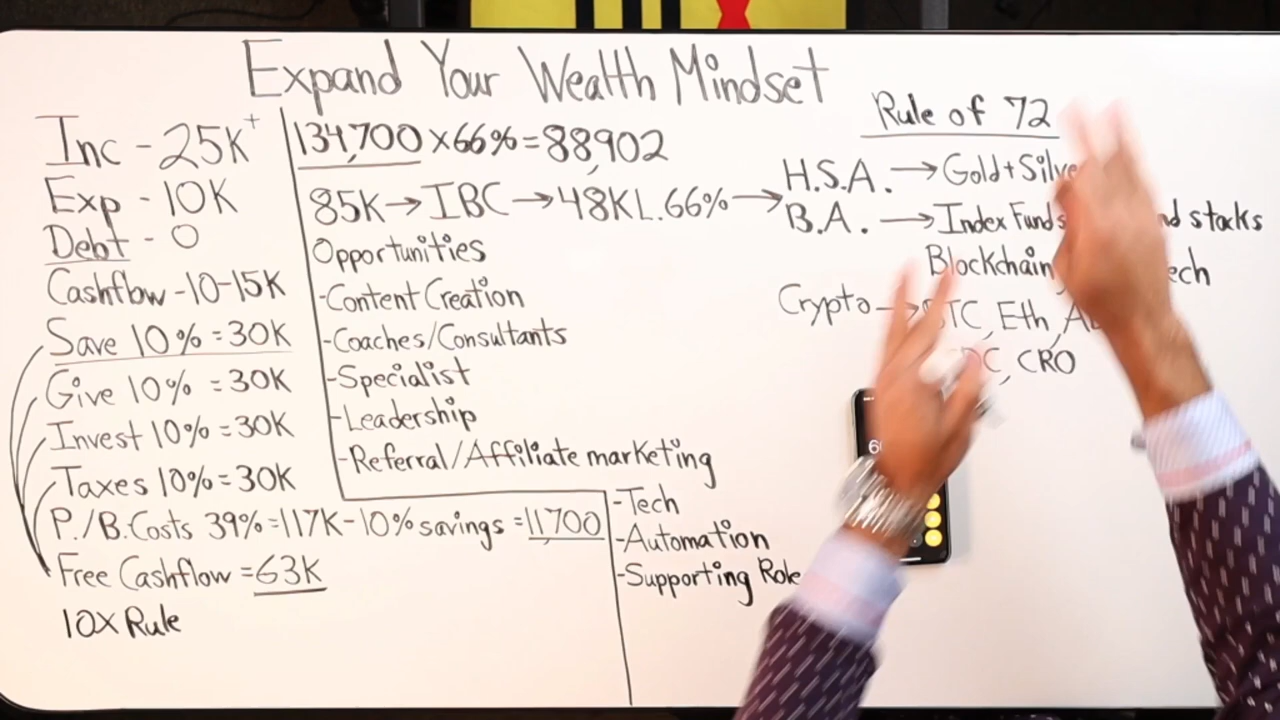 Expand Your Wealth Mindset
Inc - 25K+
Exp - 10K
Debt - 0
Cashflow - 10-15K
Save 10% = 30K
Give 10% = 30K
Invest 10% = 30K
Taxes 10% = 30K
P./B. Costs 39% = 117K - 10% savings = 11,700
Free Cashflow = 63K
10X Rule
134,700 x 66% = 88,902
85K → IBC → 48K L. 66% →
Opportunities
- Content Creation
- Coaches/Consultants
- Specialist
- Leadership
- Referral/Affiliate marketing
- Tech
- Automation
- Supporting Role
Rule of 72
H.S.A. → Gold + Silve
B.A. → Index Funds stocks
Blockchain
Crypto → TC, Eth,
CRO